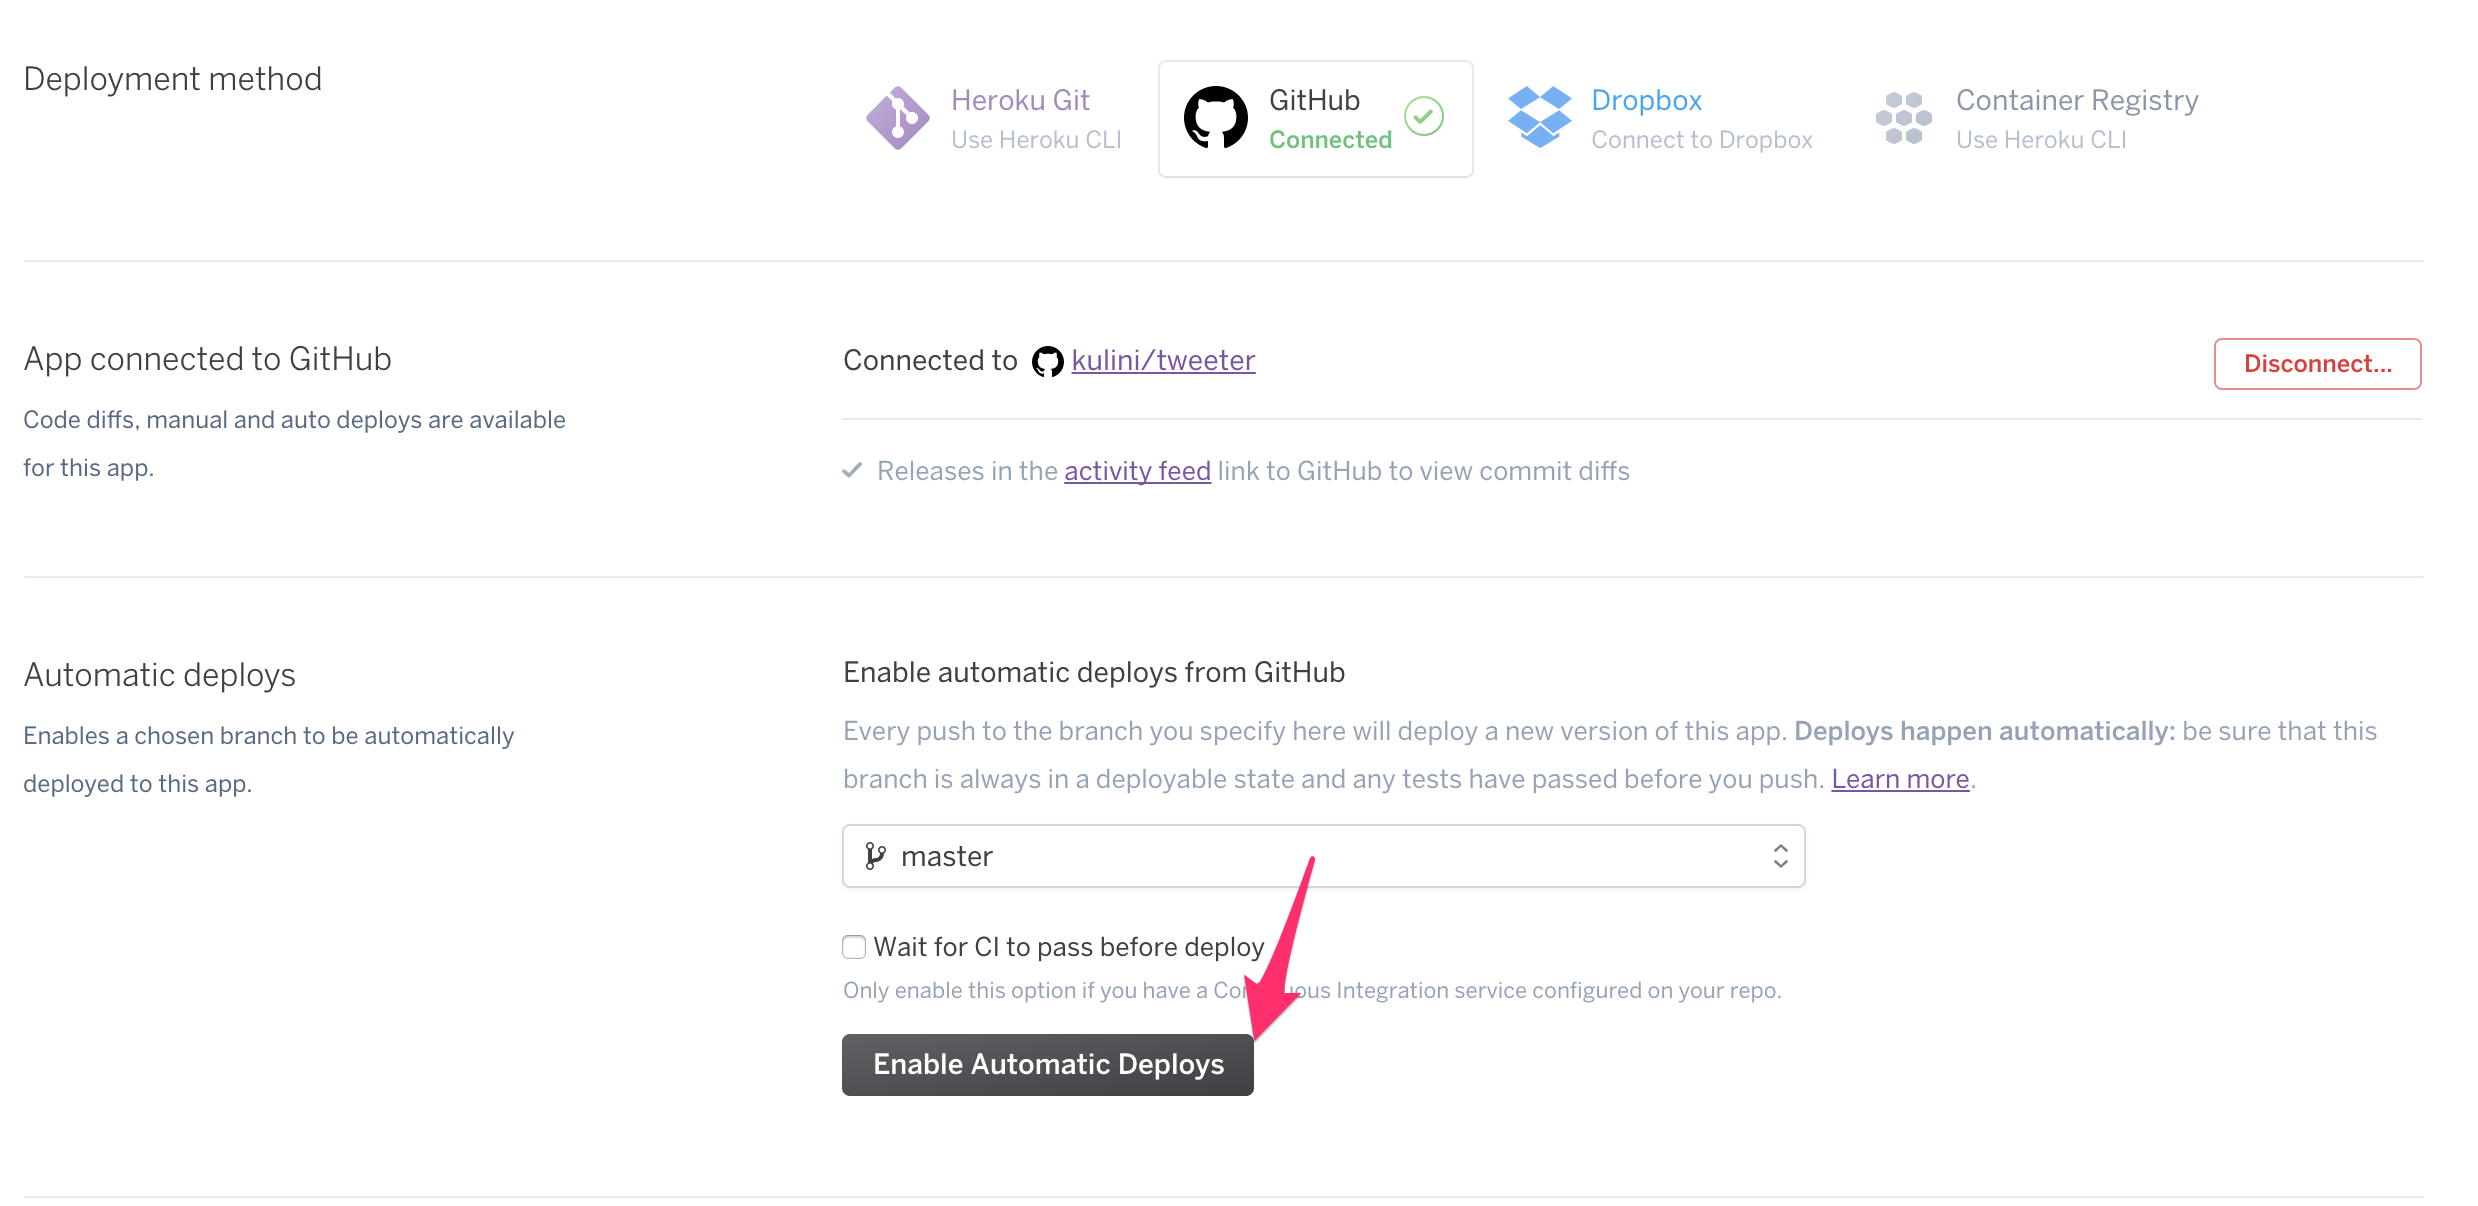 Deployment method
Heroku Git
Use Heroku CLI
GitHub
Connected
Dropbox
Connect to Dropbox
Container Registry
Use Heroku CLI
App connected to GitHub
Code diffs, manual and auto deploys are available
for this app.
Connected to kulini/tweeter
Disconnect...
Releases in the activity feed link to GitHub to view commit diffs
Automatic deploys
Enables a chosen branch to be automatically
deployed to this app.
Enable automatic deploys from GitHub
Every push to the branch you specify here will deploy a new version of this app. Deploys happen automatically: be sure that this
branch is always in a deployable state and any tests have passed before you push. Learn more.
master
Wait for CI to pass before deploy
Only enable this option if you have a Integration service configured on your repo.
Enable Automatic Deploys